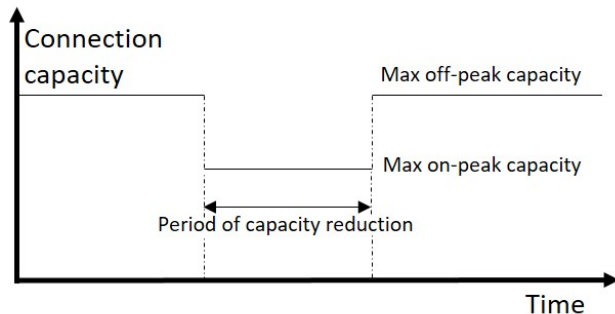 Connection
capacity
Max off-peak capacity
Max on-peak capacity
Period of capacity reduction
Time